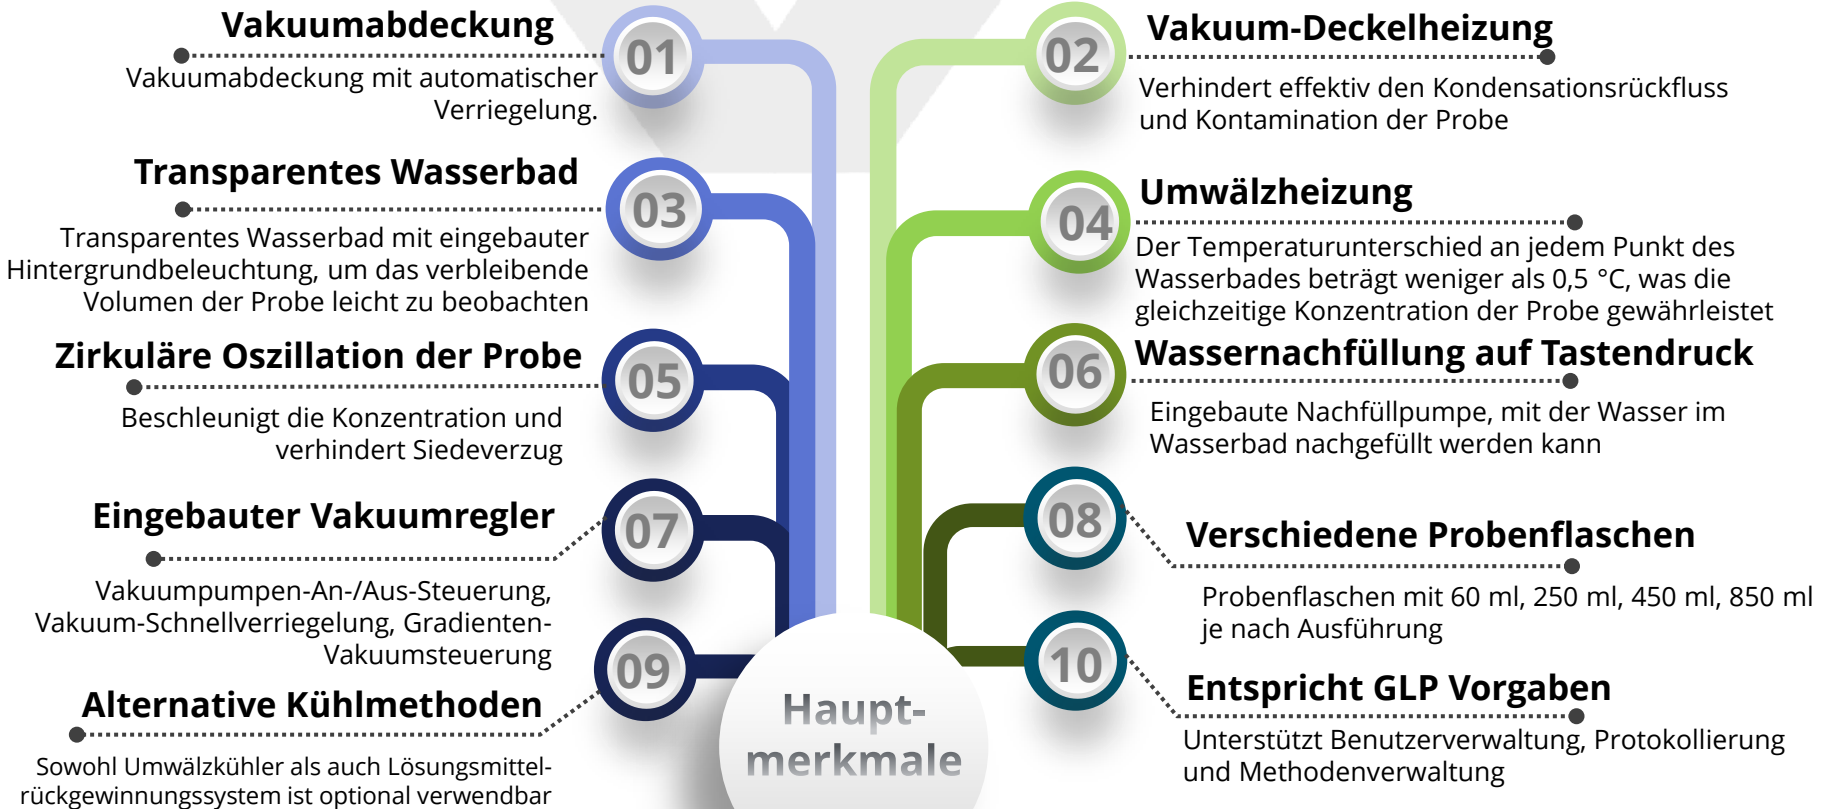 Vakuumabdeckung
01
Vakuumabdeckung mit automatischer
Verriegelung.
02
Vakuum-Deckelheizung
Verhindert effektiv den Kondensationsrückfluss
und Kontamination der Probe
Transparentes Wasserbad
03
Transparentes Wasserbad mit eingebauter
Hintergrundbeleuchtung, um das verbleibende
Volumen der Probe leicht zu beobachten
04
Umwälzheizung
Der Temperaturunterschied an jedem Punkt des
Wasserbades beträgt weniger als 0,5 °C, was die
gleichzeitige Konzentration der Probe gewährleistet
Zirkuläre Oszillation der Probe
05
Beschleunigt die Konzentration und
verhindert Siedeverzug
06
Wassernachfüllung auf Tastendruck
Eingebaute Nachfüllpumpe, mit der Wasser im
Wasserbad nachgefüllt werden kann
Eingebauter Vakuumregler
07
Vakuumpumpen-An-/Aus-Steuerung,
Vakuum-Schnellverriegelung, Gradienten-
Vakuumsteuerung
08
Verschiedene Probenflaschen
Probenflaschen mit 60 ml, 250 ml, 450 ml, 850 ml
je nach Ausführung
09
Alternative Kühlmethoden
Sowohl Umwälzkühler als auch Lösungsmittel-
rückgewinnungssystem ist optional verwendbar
10
Entspricht GLP Vorgaben
Unterstützt Benutzerverwaltung, Protokollierung
und Methodenverwaltung
Haupt-
merkmale